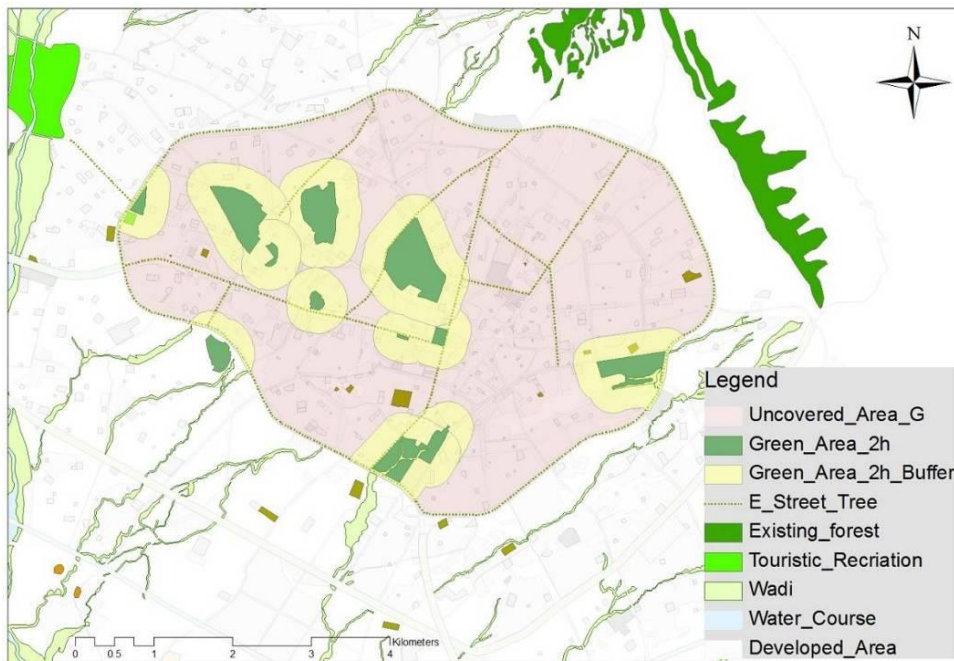 N
Legend
Uncovered_Area_G
Green_Area_2h
Green_Area_2h_Buffer
E_Street_Tree
Existing_forest
Touristic_Recriation
Wadi
Water_Course
Developed_Area
Kilometers
0 0.5 1 2 3 4